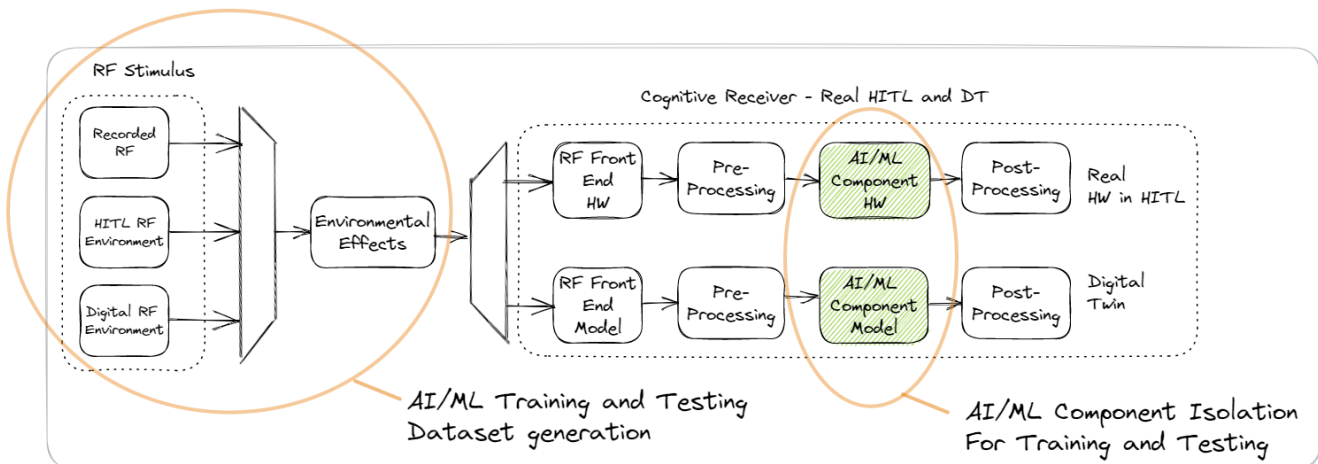 RF Stimulus
Recorded
RF
HITL RF
Environment
Digital RF
Environment
Environmental
Effects
Cognitive Receiver - Real HITL and DT
RF Front
End
HW
Pre-
Processing
AI/ML
Component
HW
Post-
Processing
Real
HW in HITL
RF Front
End
Model
Pre-
Processing
AI/ML
Component
Model
Post-
Processing
Digital
Twin
AI/ML Training and Testing
Dataset generation
AI/ML Component Isolation
For Training and Testing